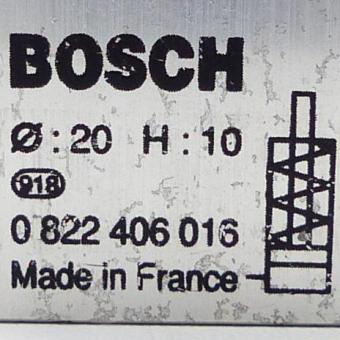 BOSCH
Ø : 20 H : 10
918
0 822 406 016
Made in France